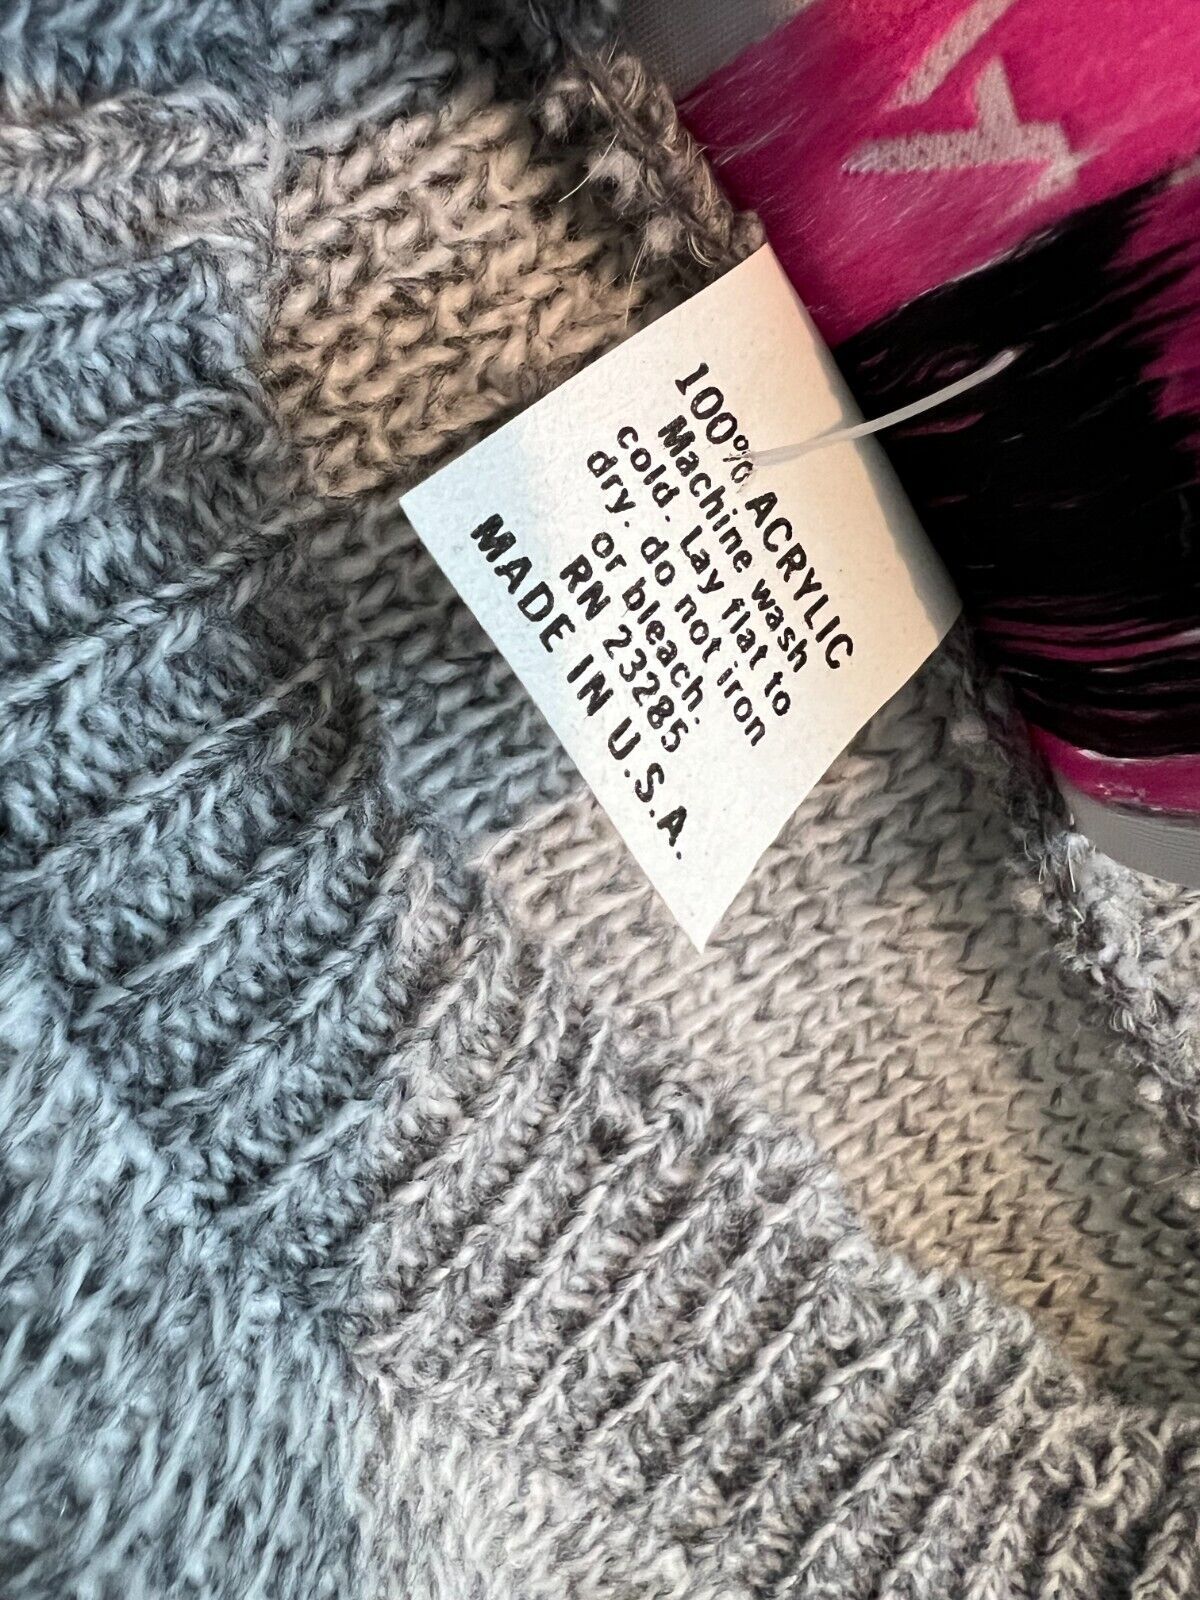 100% ACRYLIC
Machine wash
cold. Lay flat to
dry. do not iron
or bleach.
RN 23285
MADE IN U.S.A.